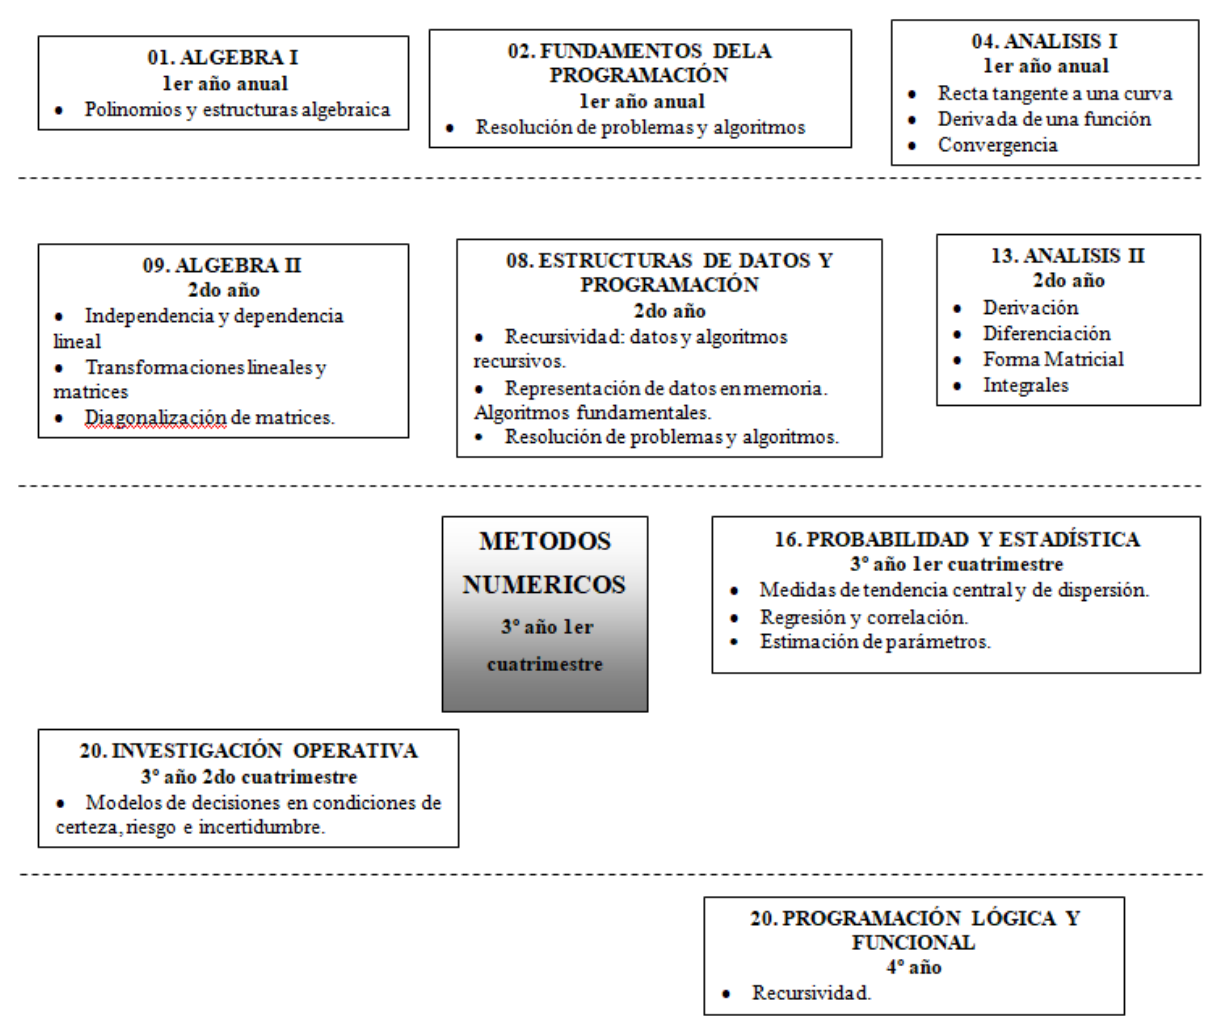 01. ALGEBRA I
1er año anual
• Polinomios y estructuras algebraica
02. FUNDAMENTOS DELA
PROGRAMACIÓN
1er año anual
• Resolución de problemas y algoritmos
04. ANALISIS I
1er año anual
• Recta tangente a una curva
• Derivada de una función
• Convergencia
09. ALGEBRA II
2do año
• Independencia y dependencia
lineal
• Transformaciones lineales y
matrices
• Diagonalización de matrices.
08. ESTRUCTURAS DE DATOS Y
PROGRAMACIÓN
2do año
• Recursividad: datos y algoritmos
recursivos.
• Representación de datos en memoria.
Algoritmos fundamentales.
• Resolución de problemas y algoritmos.
13. ANALISIS II
2do año
• Derivación
• Diferenciación
• Forma Matricial
• Integrales
METODOS
NUMERICOS
3º año 1er
cuatrimestre
16. PROBABILIDAD Y ESTADÍSTICA
3º año 1er cuatrimestre
• Medidas de tendencia central y de dispersión.
• Regresión y correlación.
• Estimación de parámetros.
20. INVESTIGACIÓN OPERATIVA
3º año 2do cuatrimestre
• Modelos de decisiones en condiciones de
certeza, riesgo e incertidumbre.
20. PROGRAMACIÓN LÓGICA Y
FUNCIONAL
4º año
• Recursividad.